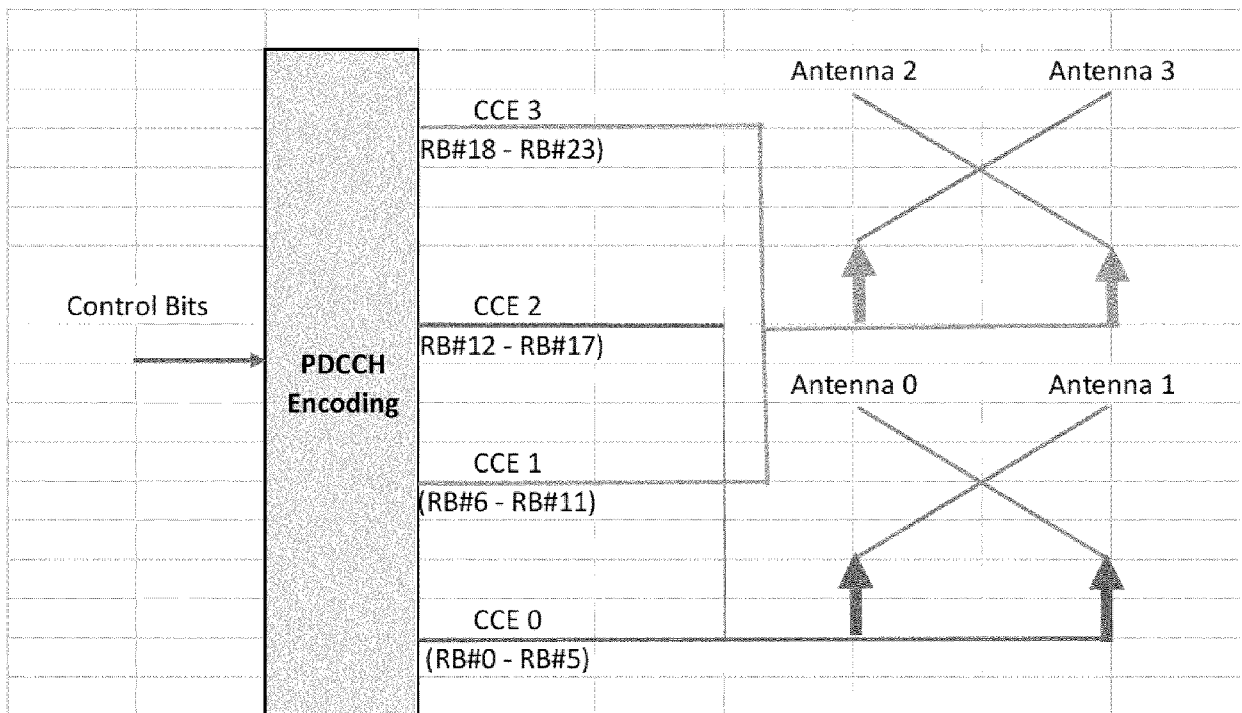 Antenna 2
Antenna 3
CCE 3
(RB#18 - RB#23)
Control Bits
CCE 2
(RB#12 - RB#17)
PDCCH
Encoding
Antenna 0
Antenna 1
CCE 1
(RB#6 - RB#11)
CCE 0
(RB#0 - RB#5)